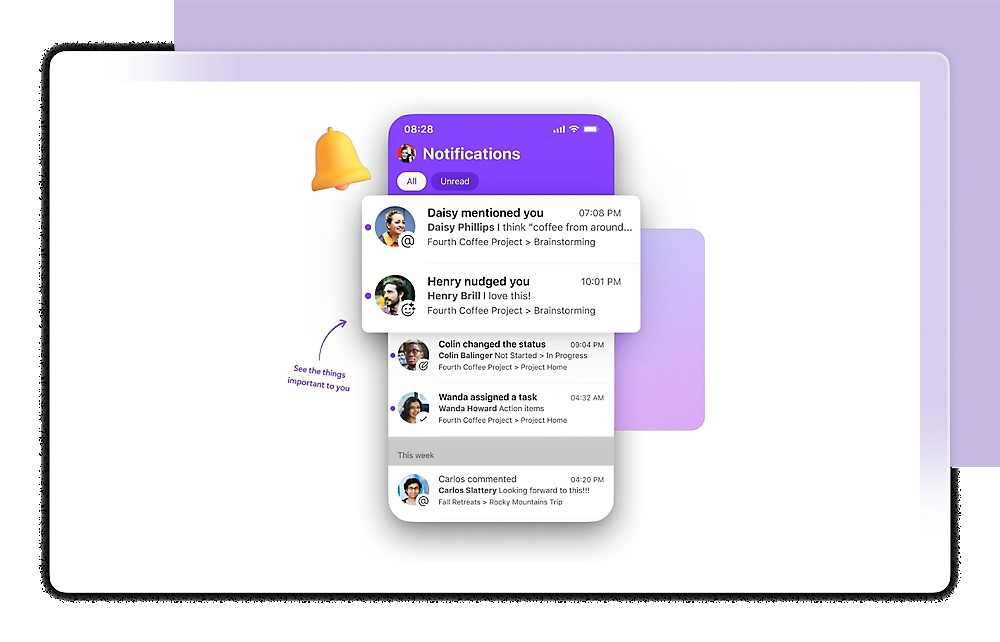 08:28
Notifications
All Unread
Daisy mentioned you 07:08 PM
Daisy Phillips I think "coffee from around...
Fourth Coffee Project > Brainstorming
Henry nudged you 10:01 PM
Henry Brill I love this!
Fourth Coffee Project > Brainstorming
Colin changed the status 09:04 PM
Colin Balinger Not Started > In Progress
Fourth Coffee Project > Project Home
See the things
important to you
Wanda assigned a task 04:32 AM
Wanda Howard Action items
Fourth Coffee Project > Project Home
This week
Carlos commented 04:20 PM
Carlos Slattery Looking forward to this!!!
Fall Retreats > Rocky Mountains Trip